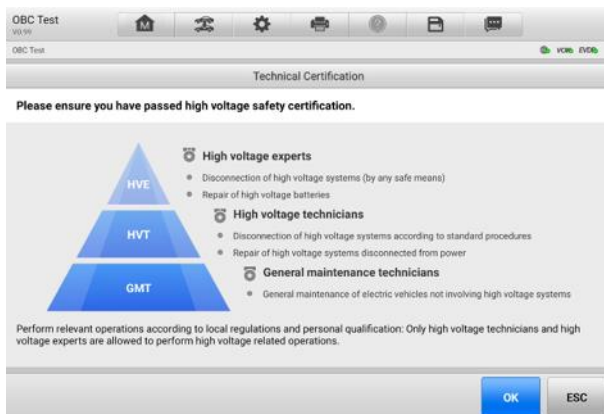 OBC Test
V0.99
M
OBC Test
VCMI EVDB
Technical Certification
Please ensure you have passed high voltage safety certification.
High voltage experts
Disconnection of high voltage systems (by any safe means)
HVE
Repair of high voltage batteries
High voltage technicians
HVT
Disconnection of high voltage systems according to standard procedures
Repair of high voltage systems disconnected from power
General maintenance technicians
GMT
General maintenance of electric vehicles not involving high voltage systems
Perform relevant operations according to local regulations and personal qualification: Only high voltage technicians and high
voltage experts are allowed to perform high voltage related operations.
OK
ESC